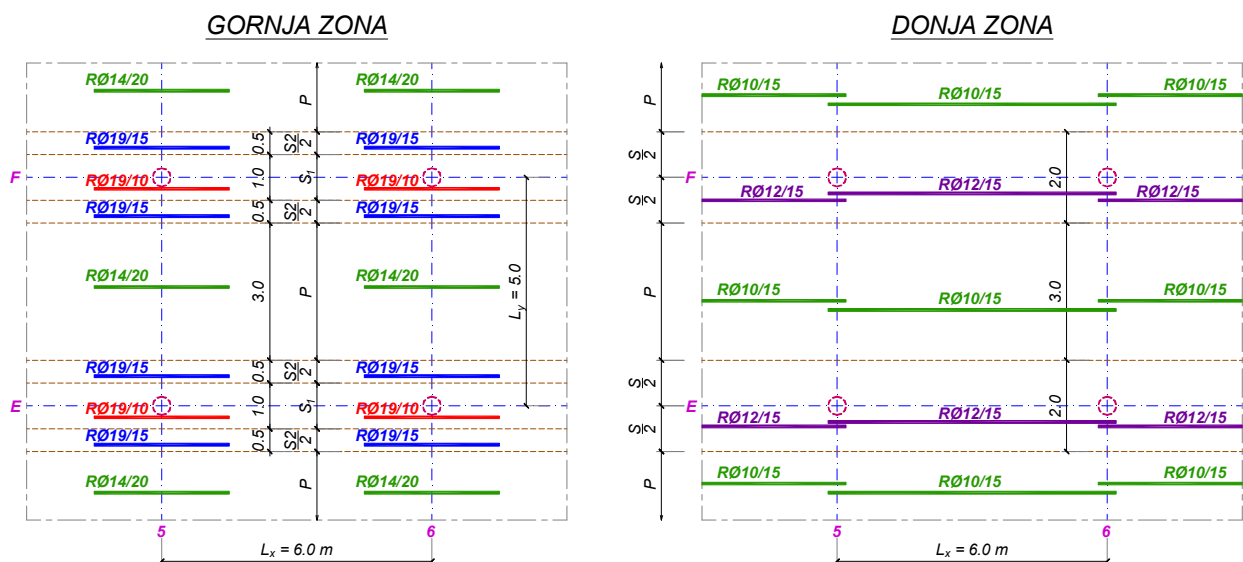 GORNJA ZONA
RØ14/20 RØ14/20
P
RØ19/15 RØ19/15
0.5 S2/2
F RØ19/10 RØ19/10
1.0 S1
RØ19/15 RØ19/15
0.5 S2/2
RØ14/20 RØ14/20
3.0 P
Ly = 5.0
RØ19/15 RØ19/15
0.5 S2/2
E RØ19/10 RØ19/10
1.0 S1
RØ19/15 RØ19/15
0.5 S2/2
RØ14/20 RØ14/20
P
5 6
Lx = 6.0 m
DONJA ZONA
RØ10/15 RØ10/15 RØ10/15
P
S/2
F 2.0
RØ12/15 RØ12/15 RØ12/15
S/2
RØ10/15 RØ10/15 RØ10/15
P 3.0
S/2
E 2.0
RØ12/15 RØ12/15 RØ12/15
S/2
RØ10/15 RØ10/15 RØ10/15
P
5 6
Lx = 6.0 m